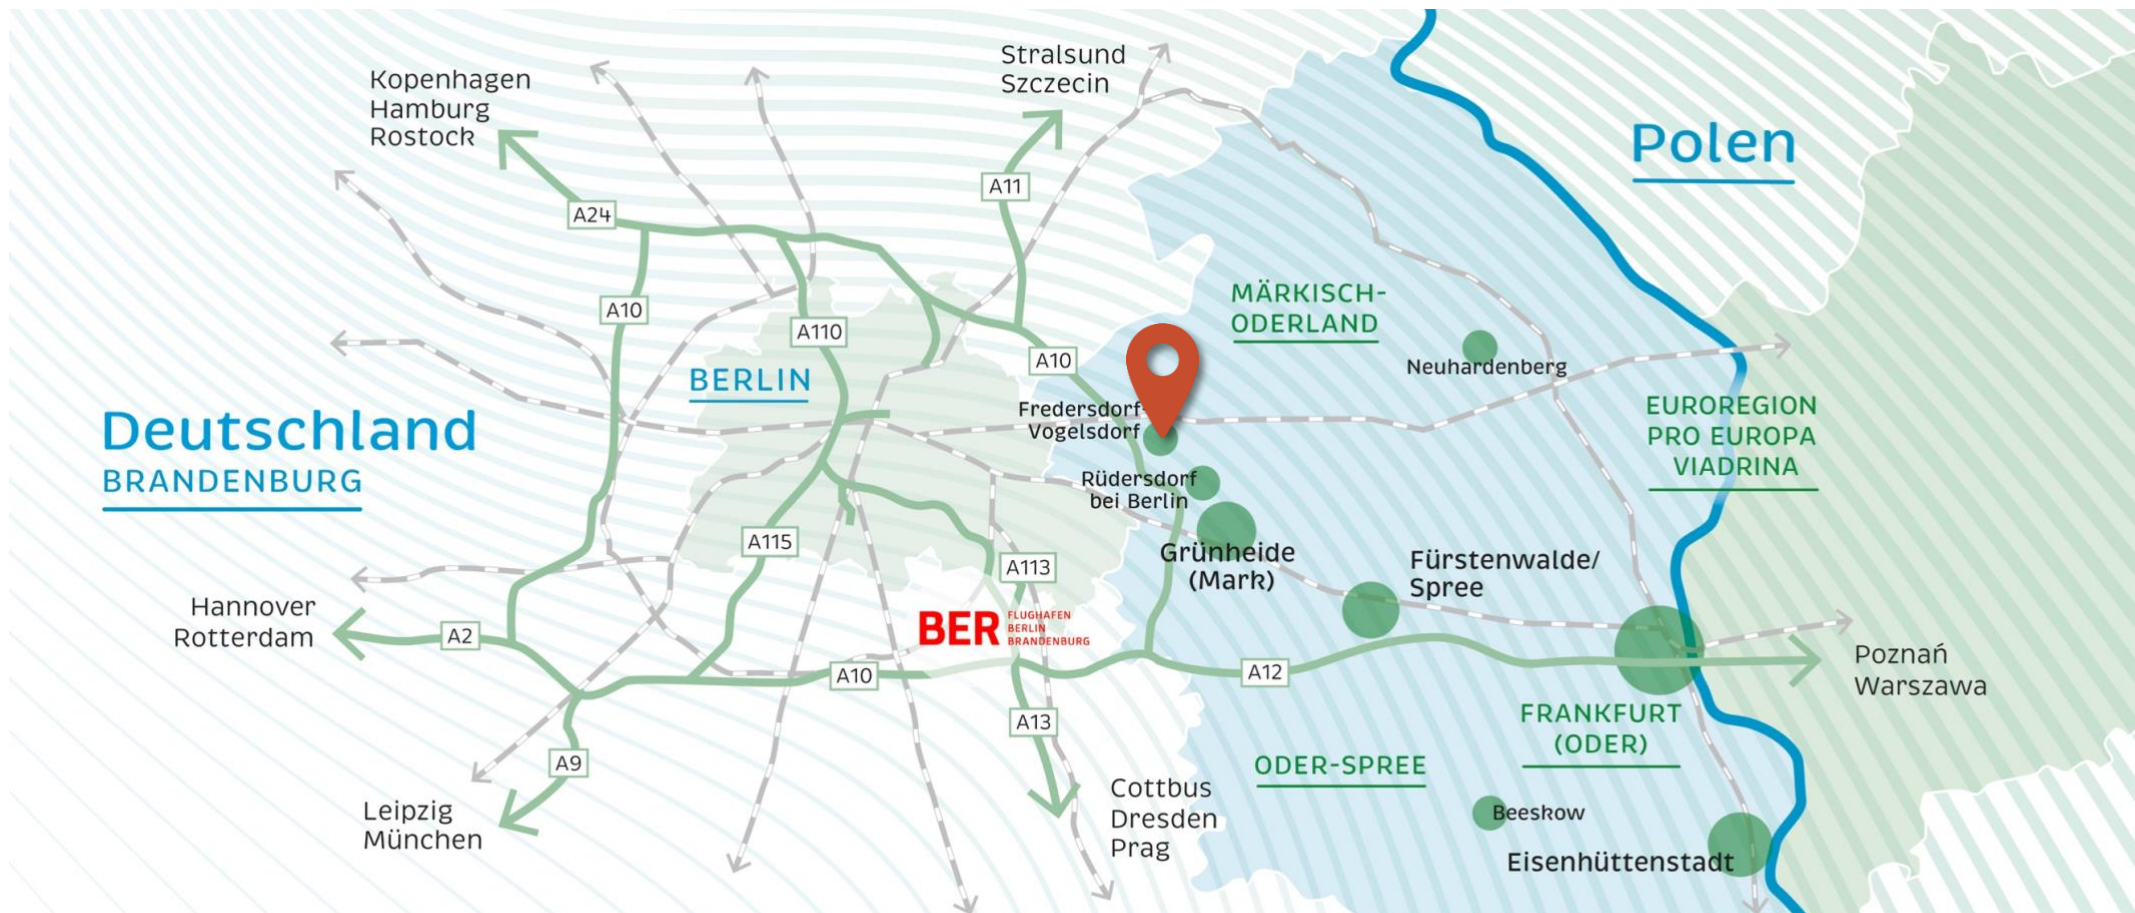 Stralsund
Szczecin
Kopenhagen
Hamburg
Rostock
Polen
A11
A24
MÄRKISCH-
ODERLAND
A10
A110
A10
Neuhardenberg
BERLIN
Deutschland
BRANDENBURG
Fredersdorf-
Vogelsdorf
EUROREGION
PRO EUROPA
VIADRINA
Rüdersdorf
bei Berlin
A115
Grünheide
(Mark)
Fürstenwalde/
Spree
A113
Hannover
Rotterdam
A2
BER
FLUGHAFEN
BERLIN
BRANDENBURG
A10
A12
Poznań
Warszawa
A13
FRANKFURT
(ODER)
A9
ODER-SPREE
Leipzig
München
Cottbus
Dresden
Prag
Beeskow
Eisenhüttenstadt